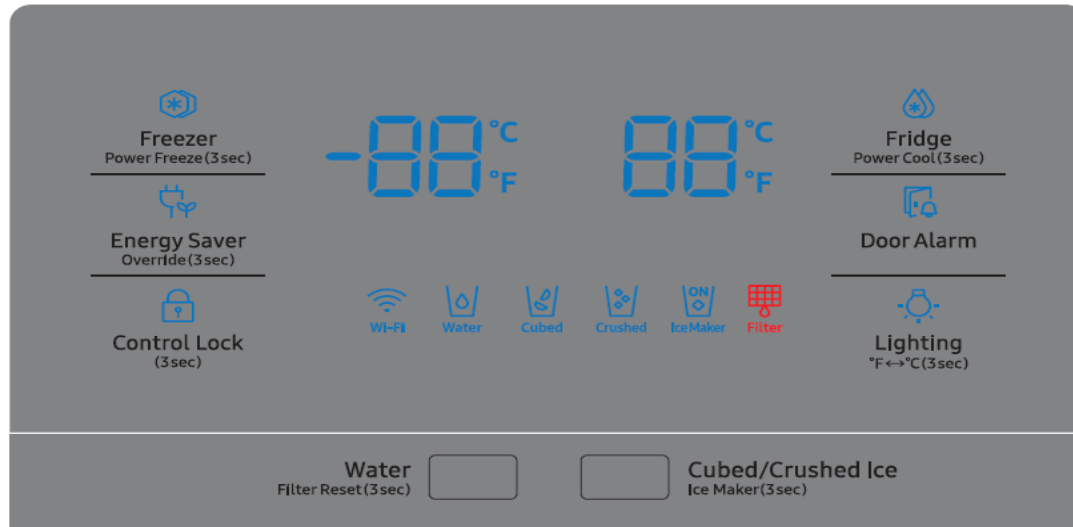 Freezer
Power Freeze(3sec)
Energy Saver
Override(3sec)
Control Lock
(3sec)
-88 °C
°F
88 °C
°F
Wi-Fi
Water
Cubed
Crushed
ON
Ice Maker
Filter
Fridge
Power Cool(3sec)
Door Alarm
Lighting
°F↔°C(3sec)
Water
Filter Reset(3sec)
Cubed/Crushed Ice
Ice Maker(3sec)